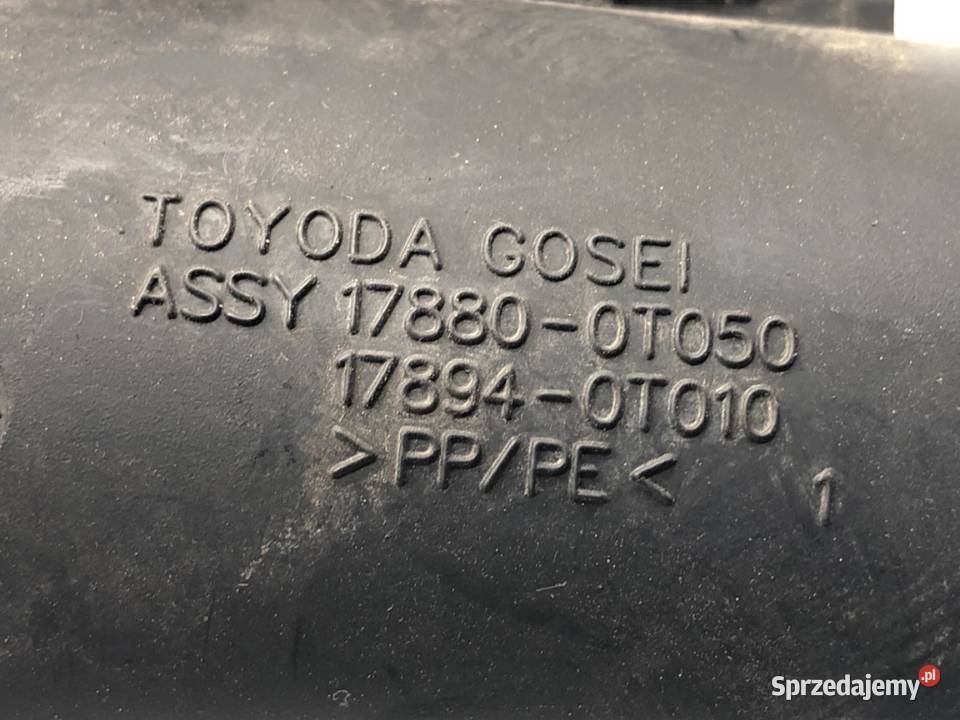 TOYODA GOSEI
ASSY 17880-0T050
17894-0T010
>PP/PE< 1
Sprzedajemy.pl